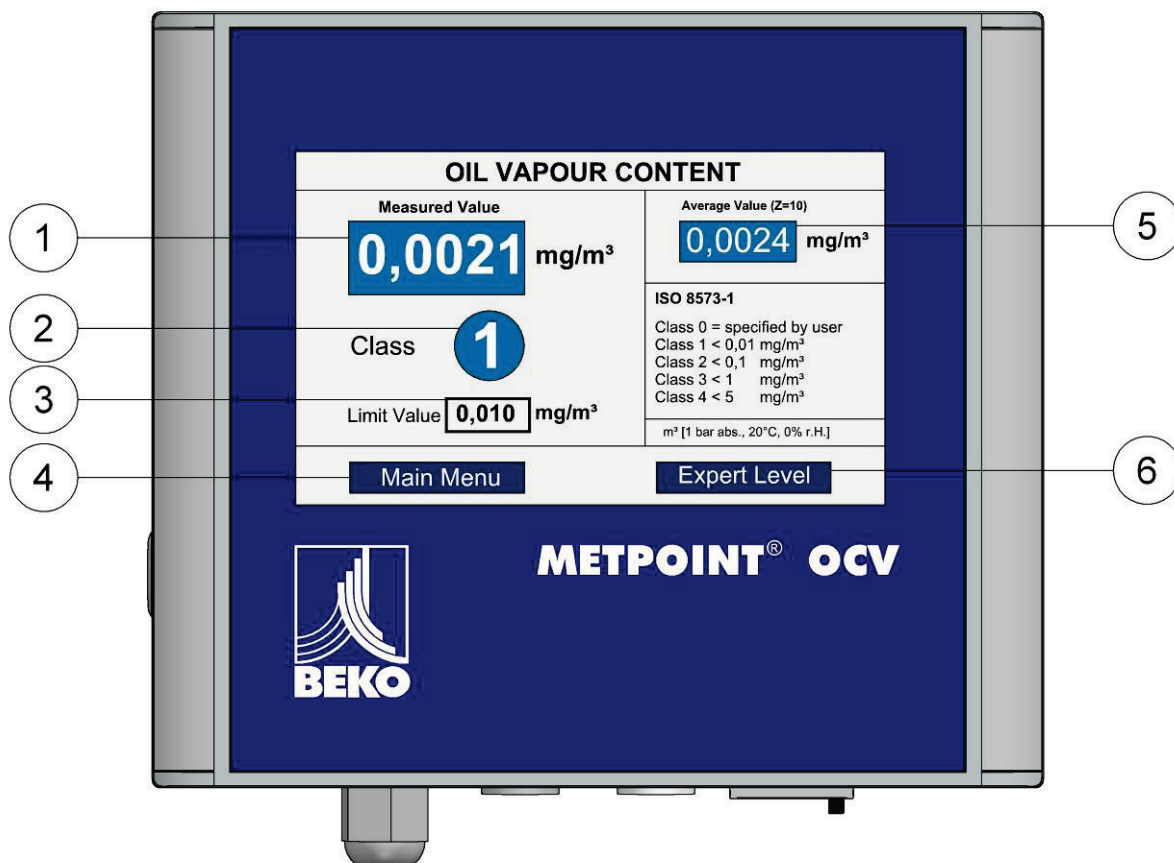 OIL VAPOUR CONTENT
Measured Value
0,0021 mg/m³
Class 1
Limit Value 0,010 mg/m³
Main Menu
Average Value (Z=10)
0,0024 mg/m³
ISO 8573-1
Class 0 = specified by user
Class 1 < 0,01 mg/m³
Class 2 < 0,1 mg/m³
Class 3 < 1 mg/m³
Class 4 < 5 mg/m³
m³ [1 bar abs., 20°C, 0% r.H.]
Expert Level
METPOINT® OCV
BEKO
1
2
3
4
5
6